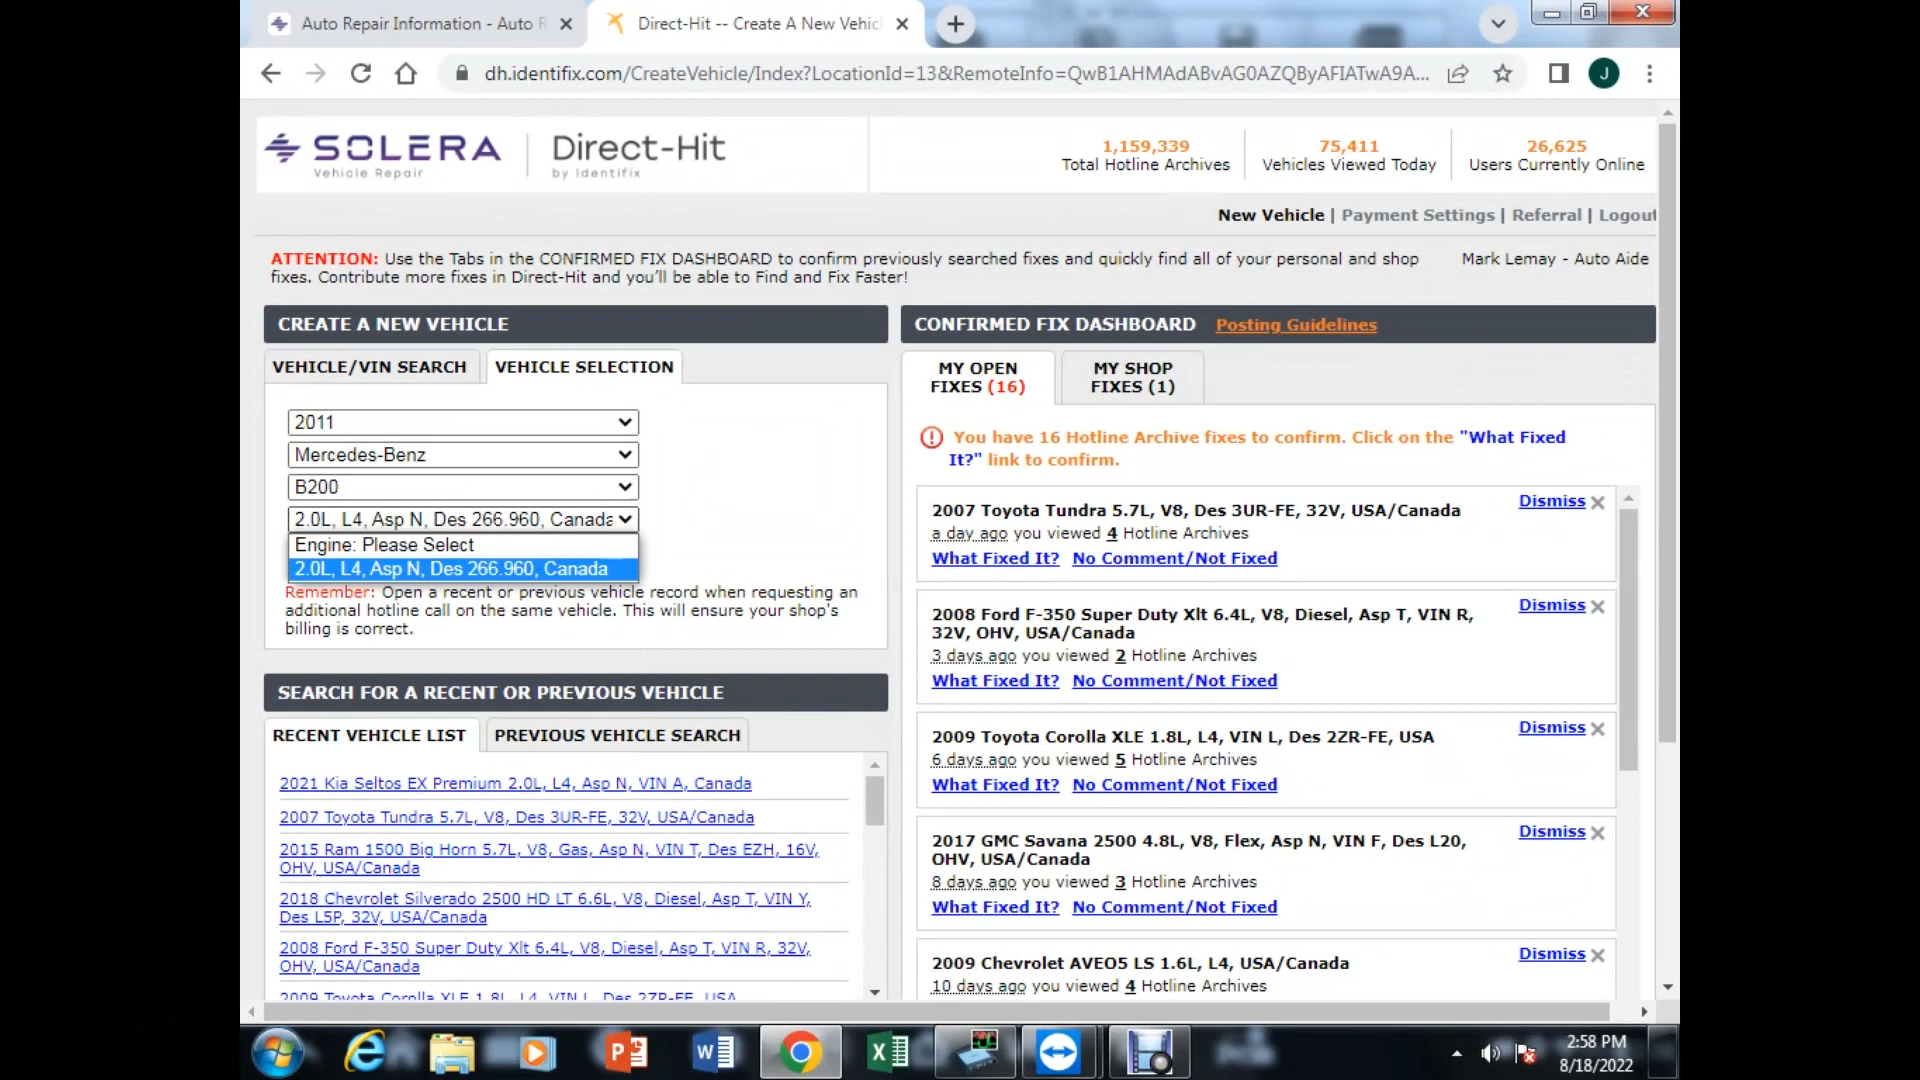 Auto Repair Information - Auto R
Direct-Hit -- Create A New Vehic
dh.identifix.com/CreateVehicle/Index?LocationId=13&RemoteInfo=QwB1AHMAdABvAG0AZQByAFIATwA9A...
J
SOLERA
Vehicle Repair
Direct-Hit
by Identifix
1,159,339
Total Hotline Archives
75,411
Vehicles Viewed Today
26,625
Users Currently Online
New Vehicle | Payment Settings | Referral | Logout
ATTENTION: Use the Tabs in the CONFIRMED FIX DASHBOARD to confirm previously searched fixes and quickly find all of your personal and shop
fixes. Contribute more fixes in Direct-Hit and you'll be able to Find and Fix Faster!
Mark Lemay - Auto Aide
CREATE A NEW VEHICLE
VEHICLE/VIN SEARCH
VEHICLE SELECTION
2011
Mercedes-Benz
B200
2.0L, L4, Asp N, Des 266.960, Canada
Engine: Please Select
2.0L, L4, Asp N, Des 266.960, Canada
Remember: Open a recent or previous vehicle record when requesting an
additional hotline call on the same vehicle. This will ensure your shop's
billing is correct.
SEARCH FOR A RECENT OR PREVIOUS VEHICLE
RECENT VEHICLE LIST
PREVIOUS VEHICLE SEARCH
2021 Kia Seltos EX Premium 2.0L, L4, Asp N, VIN A, Canada
2007 Toyota Tundra 5.7L, V8, Des 3UR-FE, 32V, USA/Canada
2015 Ram 1500 Big Horn 5.7L, V8, Gas, Asp N, VIN T, Des EZH, 16V,
OHV, USA/Canada
2018 Chevrolet Silverado 2500 HD LT 6.6L, V8, Diesel, Asp T, VIN Y,
Des L5P, 32V, USA/Canada
2008 Ford F-350 Super Duty Xlt 6.4L, V8, Diesel, Asp T, VIN R, 32V,
OHV, USA/Canada
2009 Toyota Corolla XLE 1.8L, L4, VIN L, Des 2ZR-FE, USA
CONFIRMED FIX DASHBOARD
Posting Guidelines
MY OPEN
FIXES (16)
MY SHOP
FIXES (1)
You have 16 Hotline Archive fixes to confirm. Click on the "What Fixed
It?" link to confirm.
2007 Toyota Tundra 5.7L, V8, Des 3UR-FE, 32V, USA/Canada
Dismiss
a day ago you viewed 4 Hotline Archives
What Fixed It? No Comment/Not Fixed
2008 Ford F-350 Super Duty Xlt 6.4L, V8, Diesel, Asp T, VIN R,
32V, OHV, USA/Canada
Dismiss
3 days ago you viewed 2 Hotline Archives
What Fixed It? No Comment/Not Fixed
2009 Toyota Corolla XLE 1.8L, L4, VIN L, Des 2ZR-FE, USA
Dismiss
6 days ago you viewed 5 Hotline Archives
What Fixed It? No Comment/Not Fixed
2017 GMC Savana 2500 4.8L, V8, Flex, Asp N, VIN F, Des L20,
OHV, USA/Canada
Dismiss
8 days ago you viewed 3 Hotline Archives
What Fixed It? No Comment/Not Fixed
2009 Chevrolet AVEO5 LS 1.6L, L4, USA/Canada
Dismiss
10 days ago you viewed 4 Hotline Archives
2:58 PM
8/18/2022